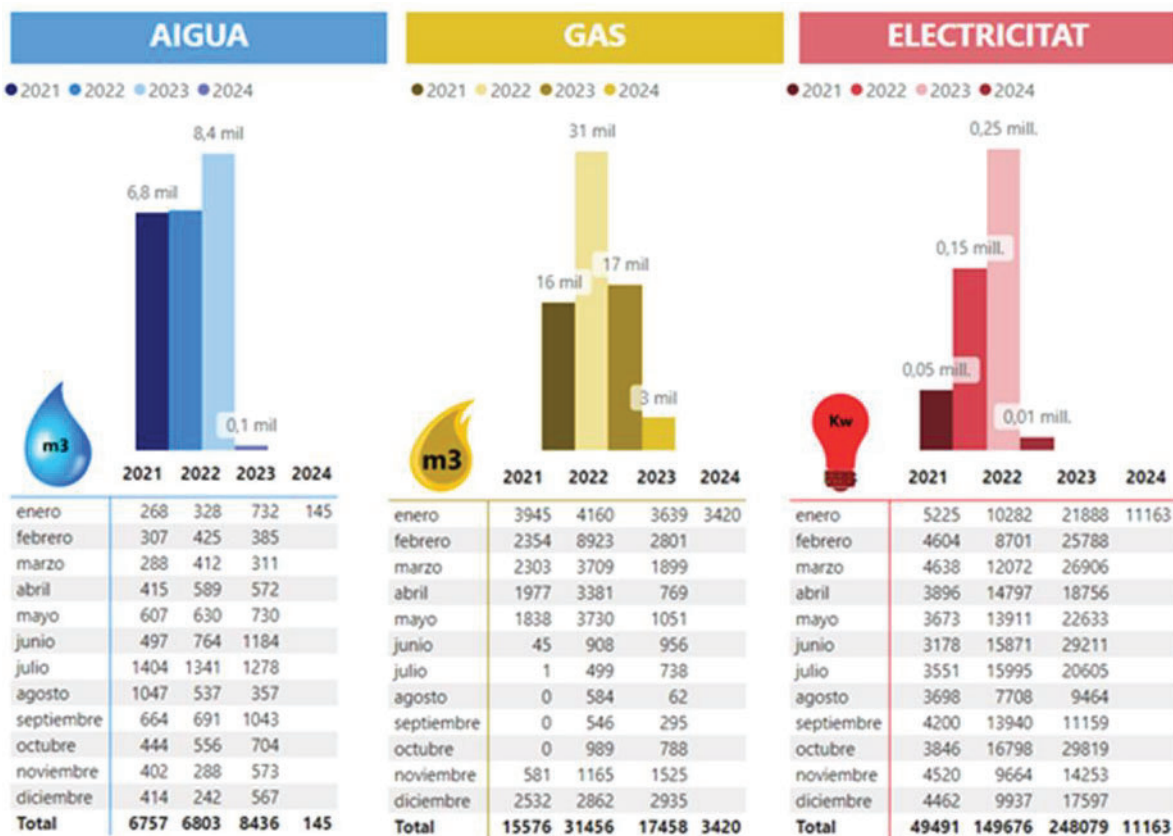 AIGUA
2021 2022 2023 2024
8,4 mil
6,8 mil
0,1 mil
m3
2021 2022 2023 2024
enero 268 328 732 145
febrero 307 425 385
marzo 288 412 311
abril 415 589 572
mayo 607 630 730
junio 497 764 1184
julio 1404 1341 1278
agosto 1047 537 357
septiembre 664 691 1043
octubre 444 556 704
noviembre 402 288 573
diciembre 414 242 567
Total 6757 6803 8436 145
GAS
2021 2022 2023 2024
31 mil
17 mil
16 mil
3 mil
m3
2021 2022 2023 2024
enero 3945 4160 3639 3420
febrero 2354 8923 2801
marzo 2303 3709 1899
abril 1977 3381 769
mayo 1838 3730 1051
junio 45 908 956
julio 1 499 738
agosto 0 584 62
septiembre 0 546 295
octubre 0 989 788
noviembre 581 1165 1525
diciembre 2532 2862 2935
Total 15576 31456 17458 3420
ELECTRICITAT
2021 2022 2023 2024
0,25 mill.
0,15 mill.
0,05 mill.
0,01 mill.
Kw
2021 2022 2023 2024
enero 5225 10282 21888 11163
febrero 4604 8701 25788
marzo 4638 12072 26906
abril 3896 14797 18756
mayo 3673 13911 22633
junio 3178 15871 29211
julio 3551 15995 20605
agosto 3698 7708 9464
septiembre 4200 13940 11159
octubre 3846 16798 29819
noviembre 4520 9664 14253
diciembre 4462 9937 17597
Total 49491 149676 248079 11163